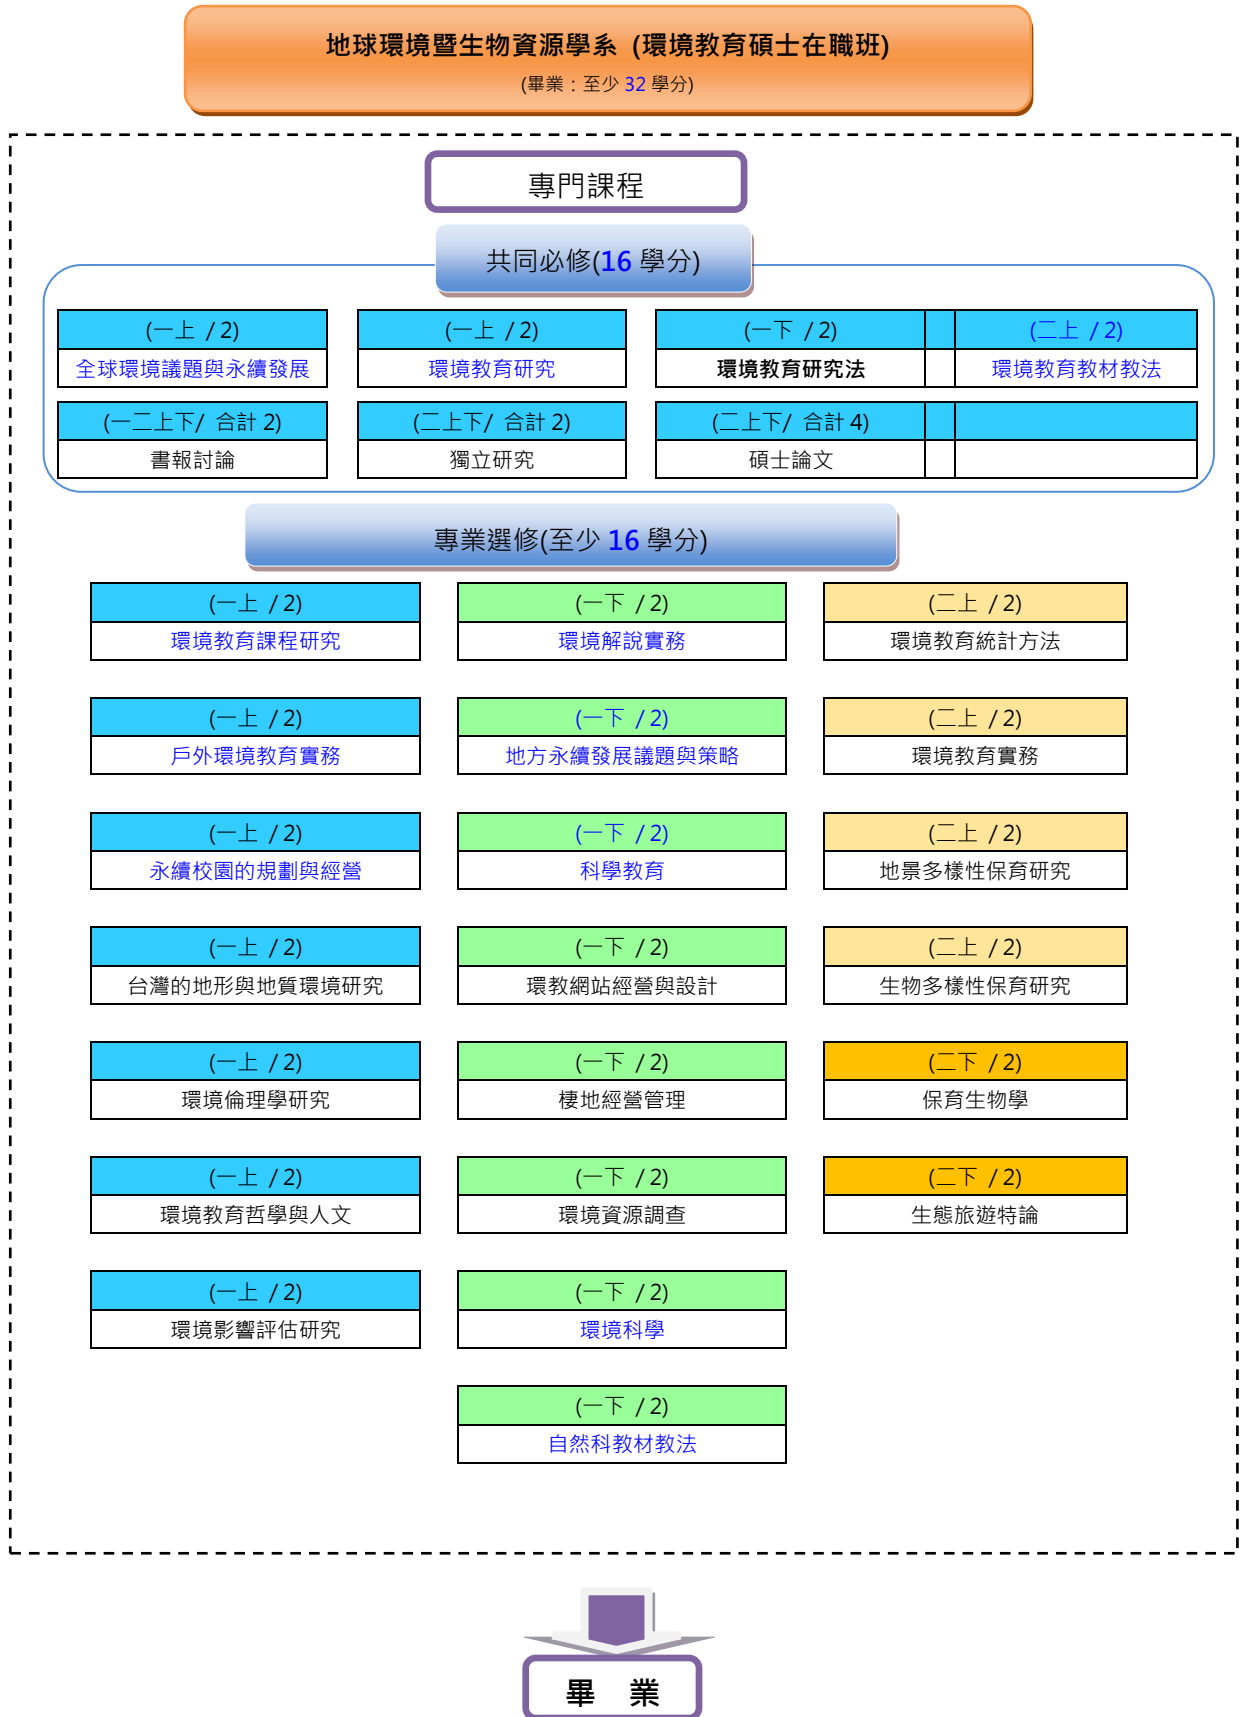 地球環境暨生物資源學系 (環境教育碩士在職班)
(畢業：至少 32 學分)
專門課程
共同必修(16 學分)
(一上 / 2)
全球環境議題與永續發展
(一上 / 2)
環境教育研究
(一下 / 2)
環境教育研究法
(二上 / 2)
環境教育教材教法
(一二上下/ 合計 2)
書報討論
(二上下/ 合計 2)
獨立研究
(二上下/ 合計 4)
碩士論文
專業選修(至少 16 學分)
(一上 / 2)
環境教育課程研究
(一下 / 2)
環境解說實務
(二上 / 2)
環境教育統計方法
(一上 / 2)
戶外環境教育實務
(一下 / 2)
地方永續發展議題與策略
(二上 / 2)
環境教育實務
(一上 / 2)
永續校園的規劃與經營
(一下 / 2)
科學教育
(二上 / 2)
地景多樣性保育研究
(一上 / 2)
台灣的地形與地質環境研究
(一下 / 2)
環教網站經營與設計
(二上 / 2)
生物多樣性保育研究
(一上 / 2)
環境倫理學研究
(一下 / 2)
棲地經營管理
(二下 / 2)
保育生物學
(一上 / 2)
環境教育哲學與人文
(一下 / 2)
環境資源調查
(二下 / 2)
生態旅遊特論
(一上 / 2)
環境影響評估研究
(一下 / 2)
環境科學
(一下 / 2)
自然科教材教法
畢 業